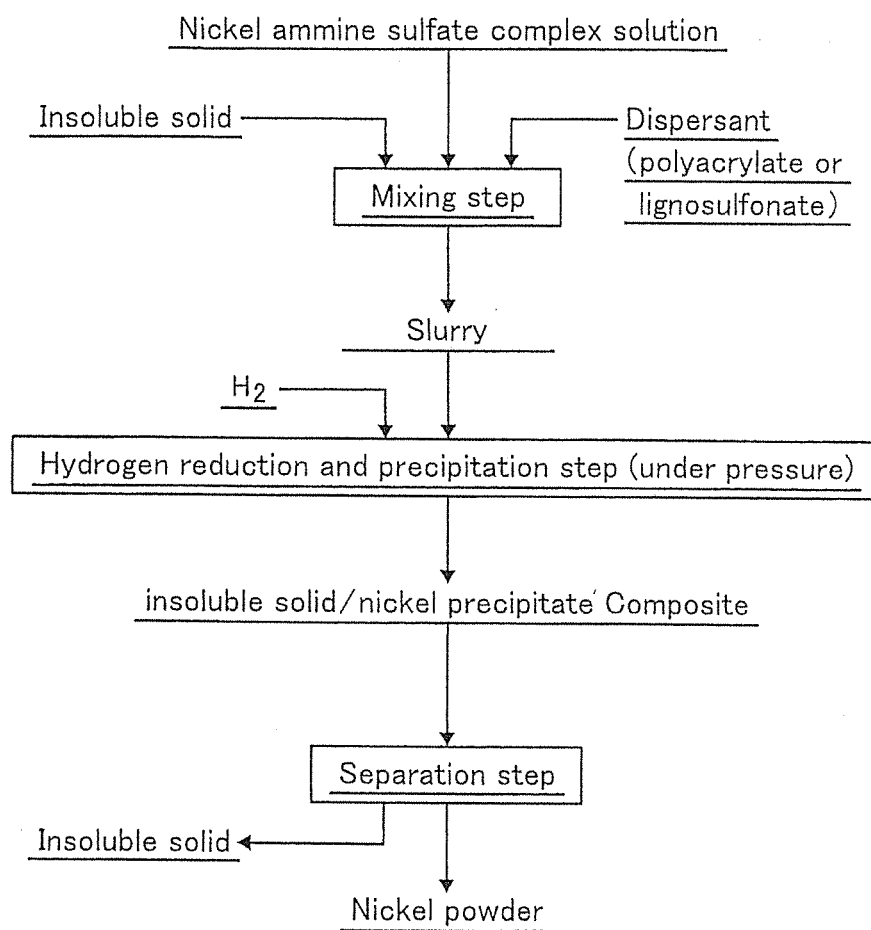 Nickel ammine sulfate complex solution
Insoluble solid
Dispersant
(polyacrylate or
lignosulfonate)
Mixing step
Slurry
H2
Hydrogen reduction and precipitation step (under pressure)
insoluble solid/nickel precipitate Composite
Separation step
Insoluble solid
Nickel powder